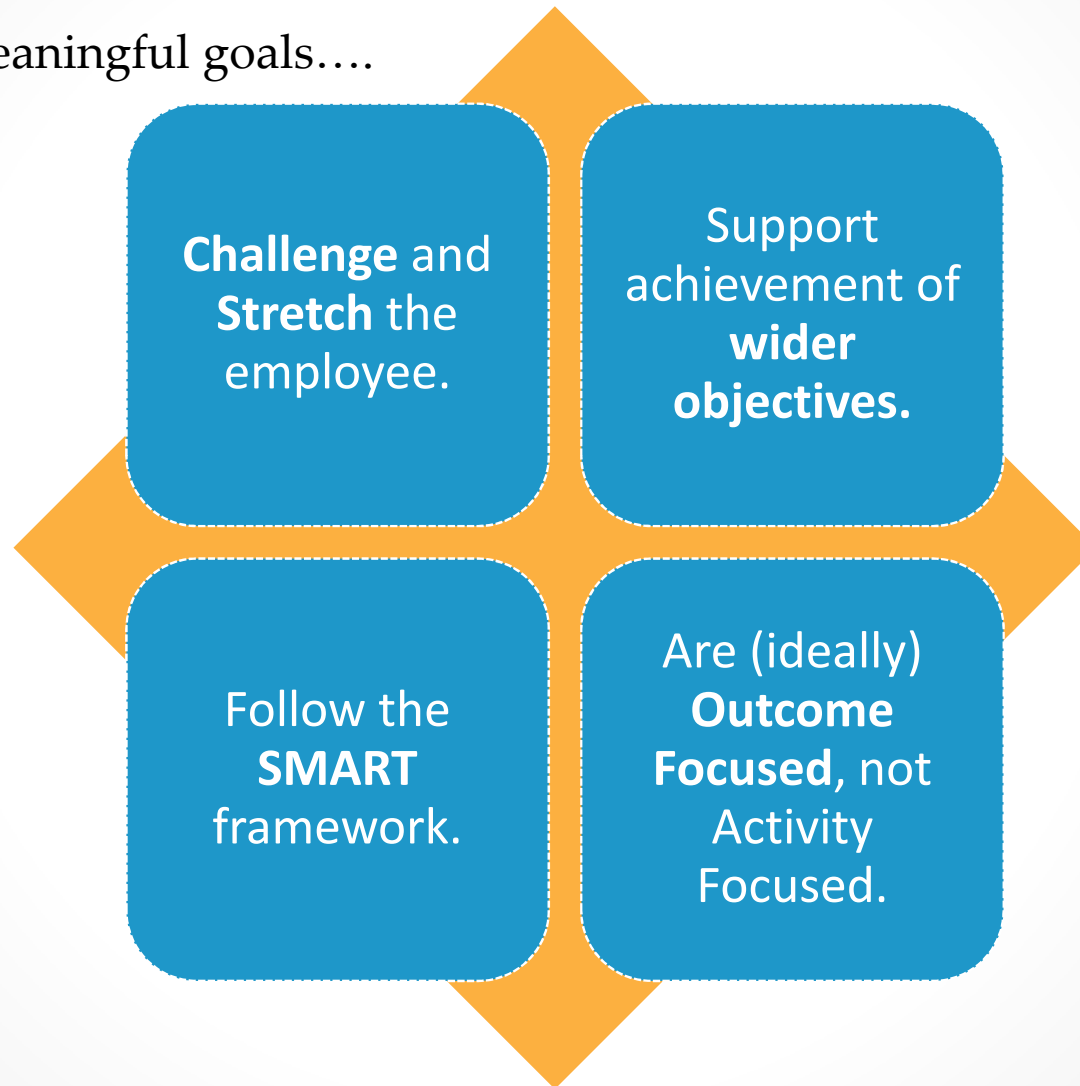 eaningful goals….
Challenge and
Stretch the
employee.
Support
achievement of
wider
objectives.
Follow the
SMART
framework.
Are (ideally)
Outcome
Focused, not
Activity
Focused.